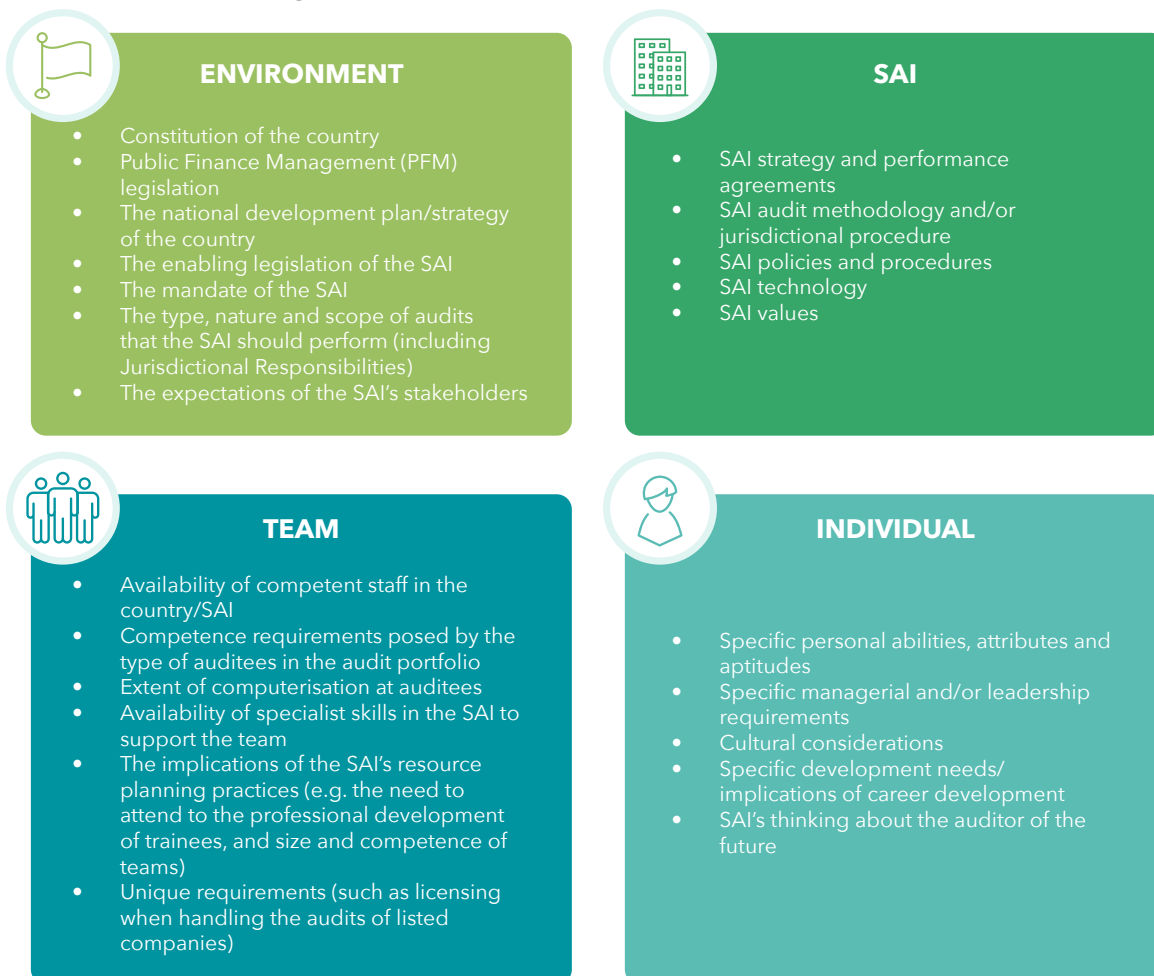 ENVIRONMENT
• Constitution of the country
• Public Finance Management (PFM)
legislation
• The national development plan/strategy
of the country
• The enabling legislation of the SAI
• The mandate of the SAI
• The type, nature and scope of audits
that the SAI should perform (including
Jurisdictional Responsibilities)
• The expectations of the SAI's stakeholders
SAI
• SAI strategy and performance
agreements
• SAI audit methodology and/or
jurisdictional procedure
• SAI policies and procedures
• SAI technology
• SAI values
TEAM
• Availability of competent staff in the
country/SAI
• Competence requirements posed by the
type of auditees in the audit portfolio
• Extent of computerisation at auditees
• Availability of specialist skills in the SAI to
support the team
• The implications of the SAI's resource
planning practices (e.g. the need to
attend to the professional development
of trainees, and size and competence of
teams)
• Unique requirements (such as licensing
when handling the audits of listed
companies)
INDIVIDUAL
• Specific personal abilities, attributes and
aptitudes
• Specific managerial and/or leadership
requirements
• Cultural considerations
• Specific development needs/
implications of career development
• SAI's thinking about the auditor of the
future